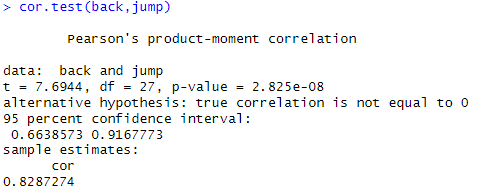 > cor.test(back,jump)
Pearson's product-moment correlation
data:  back and jump
t = 7.6944, df = 27, p-value = 2.825e-08
alternative hypothesis: true correlation is not equal to 0
95 percent confidence interval:
 0.6638573 0.9167773
sample estimates:
      cor
0.8287274